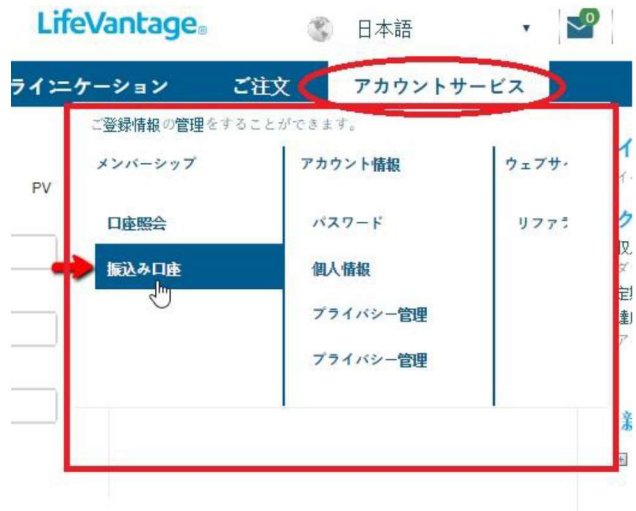 LifeVantage®
日本語
0
ケーション
ご注文
アカウントサービス
ご登録情報の管理をすることができます。
メンバーシップ
アカウント情報
PV
口座照会
パスワード
振込み口座
個人情報
プライバシー管理
プライバシー管理